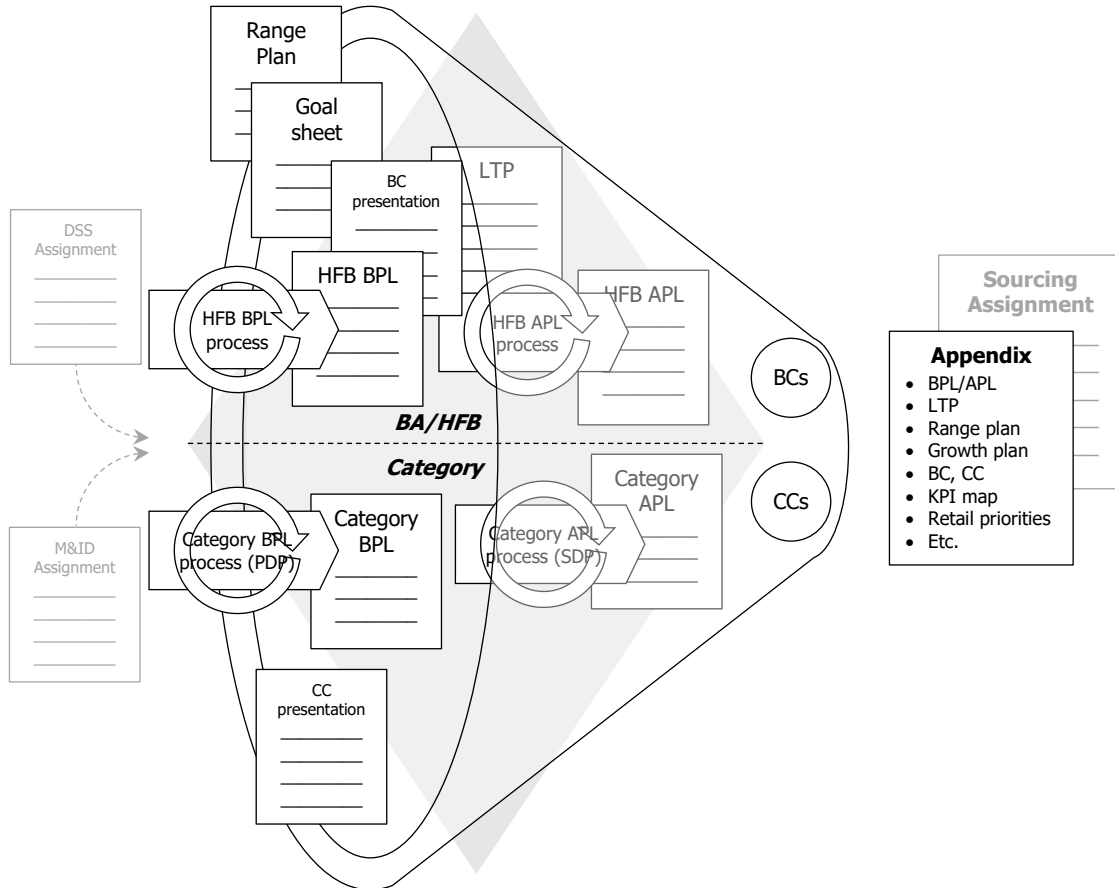 Range
Plan
Goal
sheet
BC
presentation
LTP
DSS
Assignment
HFB BPL
HFB BPL
process
HFB APL
HFB APL
process
BCs
BA/HFB
Category
CCs
Category
BPL
Category BPL
process (PDP)
Category
APL
Category APL
process (SDP)
M&ID
Assignment
CC
presentation
Sourcing
Assignment
Appendix
• BPL/APL
• LTP
• Range plan
• Growth plan
• BC, CC
• KPI map
• Retail priorities
• Etc.